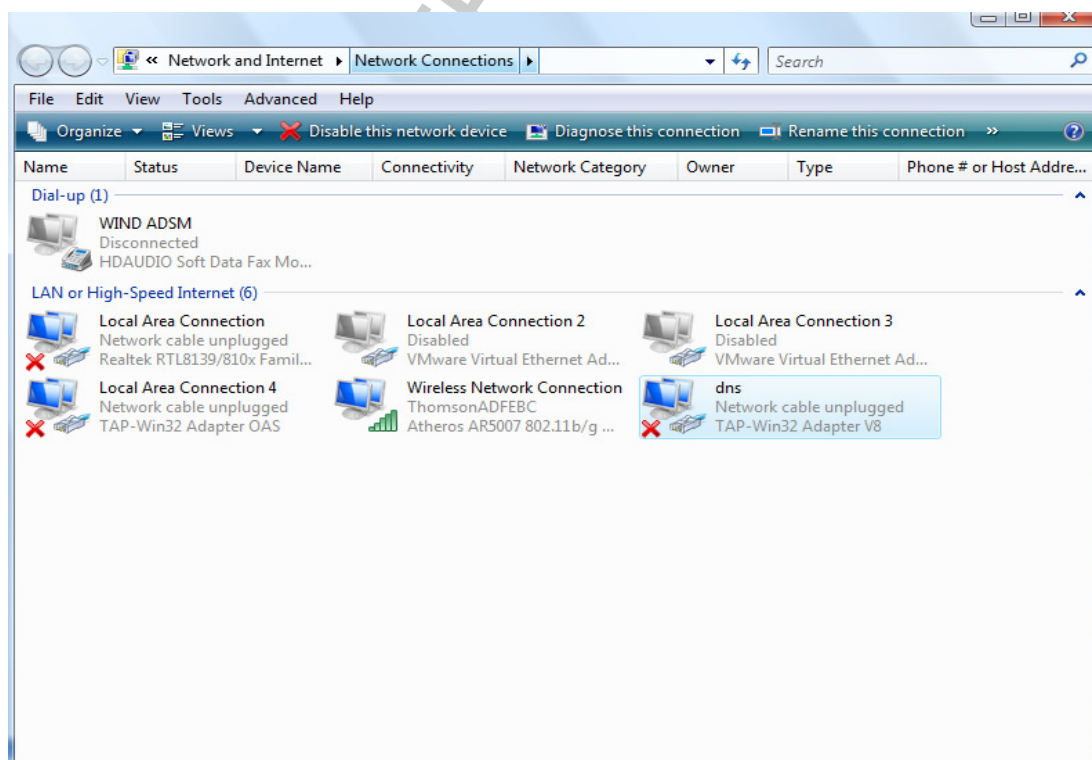 « Network and Internet Network Connections Search
File Edit View Tools Advanced Help
Organize Views Disable this network device Diagnose this connection Rename this connection »
Name Status Device Name Connectivity Network Category Owner Type Phone # or Host Addre...
Dial-up (1)
WIND ADSM
Disconnected
HDAUDIO Soft Data Fax Mo...
LAN or High-Speed Internet (6)
Local Area Connection Local Area Connection 2 Local Area Connection 3
Network cable unplugged Disabled Disabled
Realtek RTL8139/810x Famil... VMware Virtual Ethernet Ad... VMware Virtual Ethernet Ad...
Local Area Connection 4 Wireless Network Connection dns
Network cable unplugged ThomsonADFEBC Network cable unplugged
TAP-Win32 Adapter OAS Atheros AR5007 802.11b/g ... TAP-Win32 Adapter V8